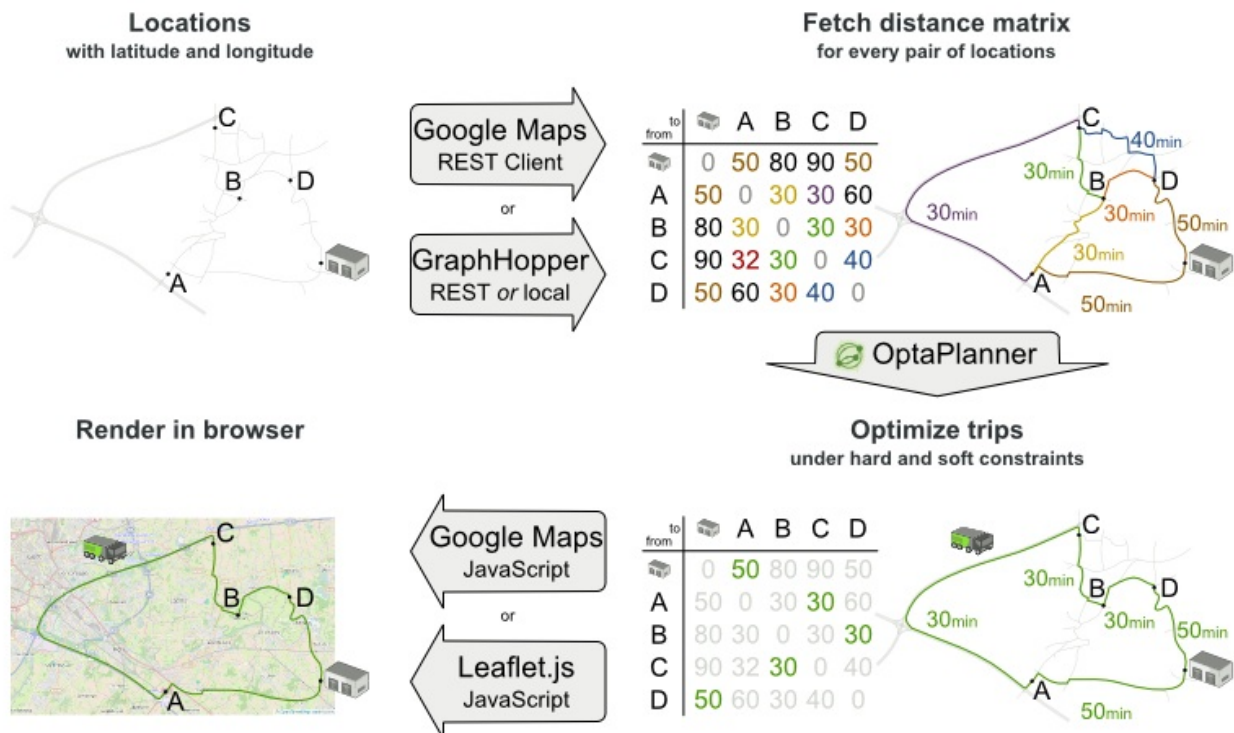 Locations
with latitude and longitude
C
B
D
A
Google Maps
REST Client
or
GraphHopper
REST or local
Fetch distance matrix
for every pair of locations
to
from
A B C D
0 50 80 90 50
A 50 0 30 30 60
B 80 30 0 30 30
C 90 32 30 0 40
D 50 60 30 40 0
C
40min
30min
B
D
30min
30min
50min
30min
A
50min
OptaPlanner
Render in browser
C
B
D
A
Google Maps
JavaScript
or
Leaflet.js
JavaScript
Optimize trips
under hard and soft constraints
to
from
A B C D
0 50 80 90 50
A 50 0 30 30 60
B 80 30 0 30 30
C 90 32 30 0 40
D 50 60 30 40 0
C
30min
B
D
30min
30min
50min
A
50min